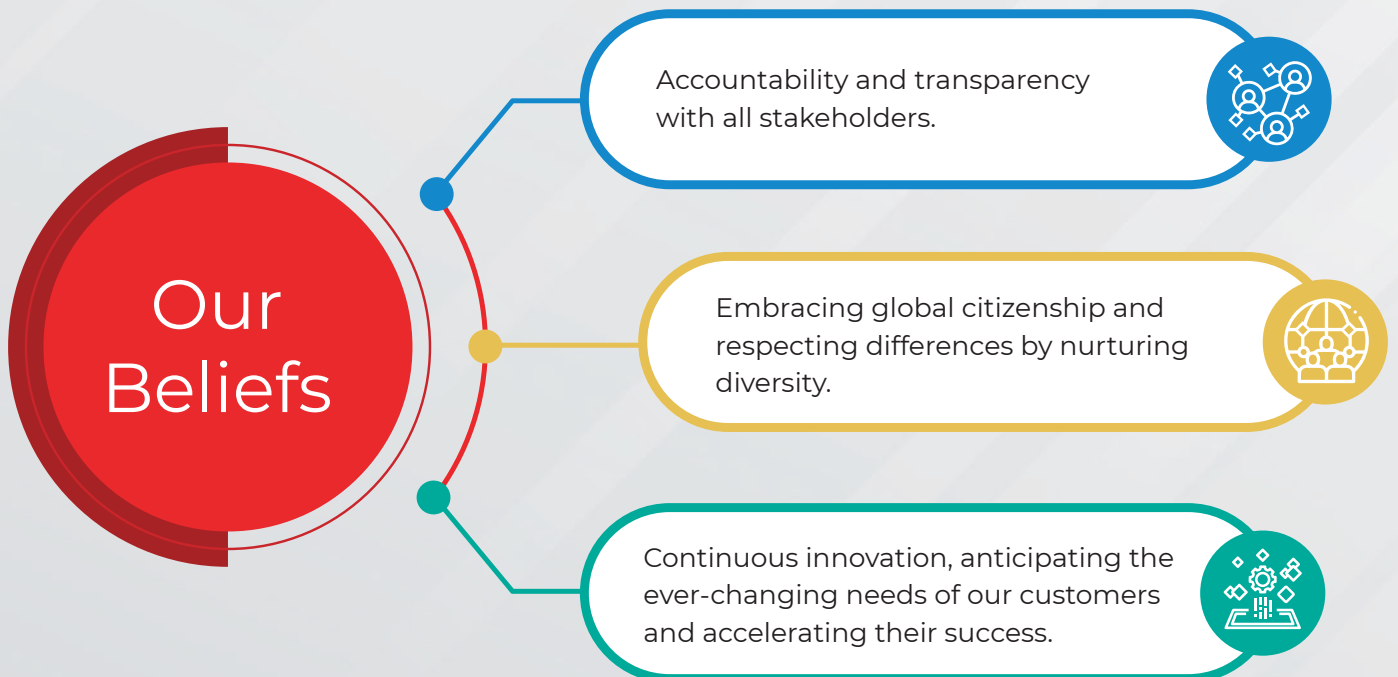 Our
Beliefs
Accountability and transparency
with all stakeholders.
Embracing global citizenship and
respecting differences by nurturing
diversity.
Continuous innovation, anticipating the
ever-changing needs of our customers
and accelerating their success.